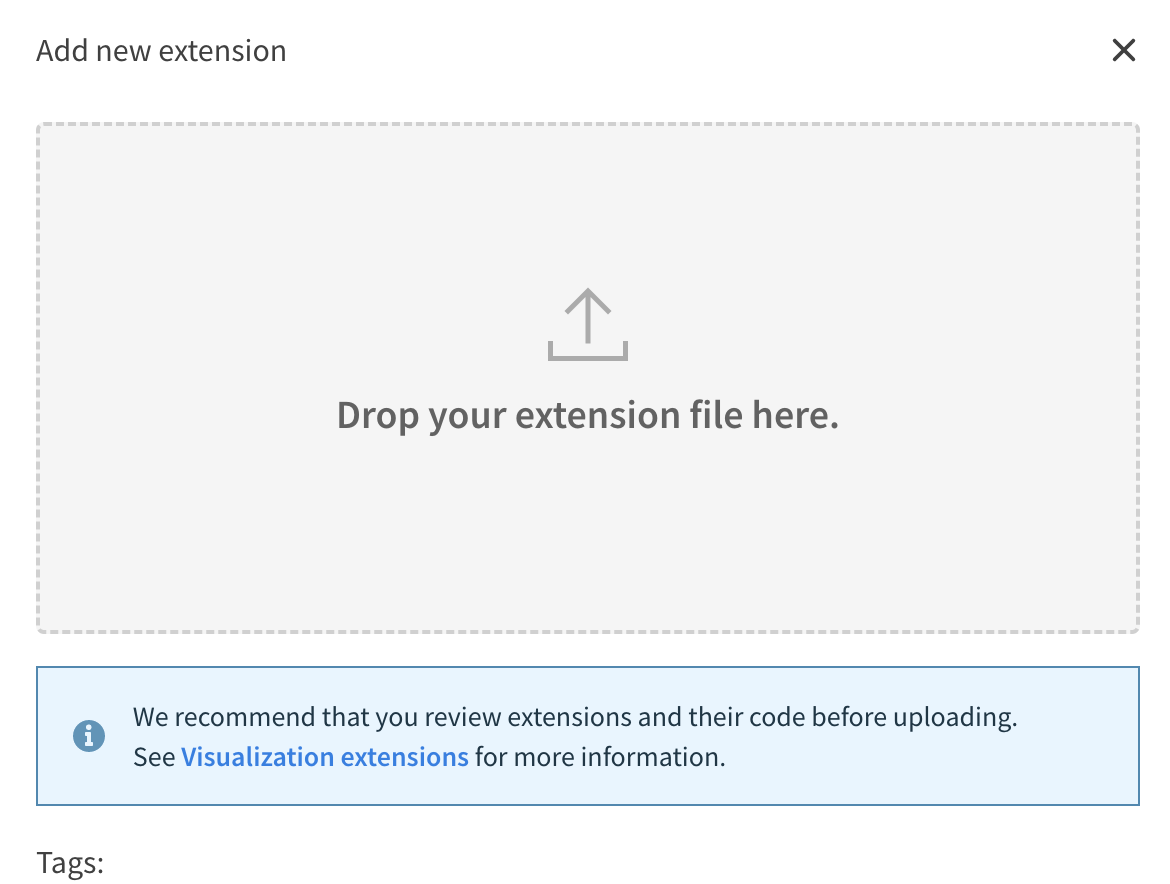 Add new extension
Drop your extension file here.
We recommend that you review extensions and their code before uploading.
See Visualization extensions for more information.
Tags: